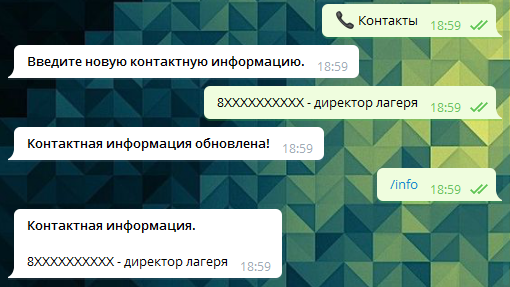 📞 Контакты 18:59
Введите новую контактную информацию. 18:59
8XXXXXXXXXX - директор лагеря 18:59
Контактная информация обновлена! 18:59
/info 18:59
Контактная информация.
8XXXXXXXXXX - директор лагеря 18:59